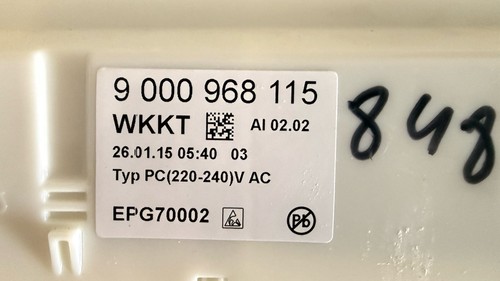 9 000 968 115
WKKT AI 02.02
26.01.15 05:40 03
Typ PC(220-240)V AC
EPG70002
Pb
848